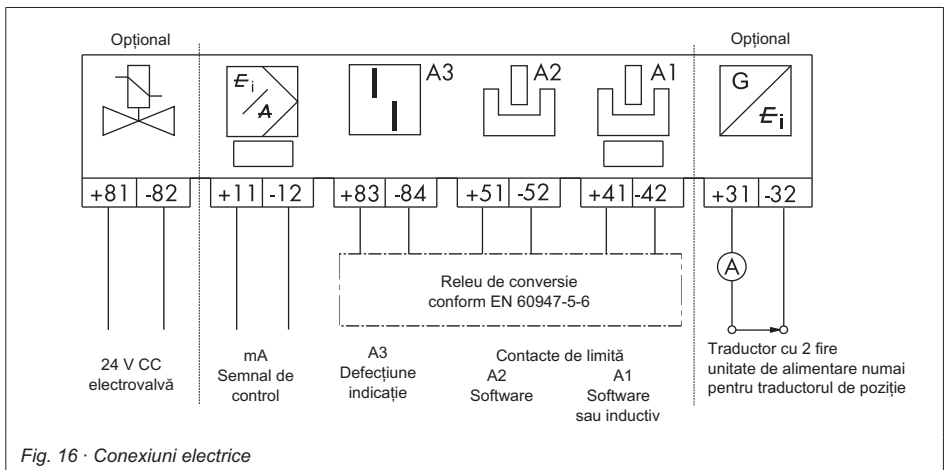 Opțional
Opțional
E i
A
A3
A2
A1
G
E i
+81 -82
+11 -12
+83 -84
+51 -52
+41 -42
+31 -32
A
Releu de conversie
conform EN 60947-5-6
24 V CC
electrovalvă
mA
Semnal de
control
A3
Defecțiune
indicație
Contacte de limită
A2
Software
A1
Software
sau inductiv
Traductor cu 2 fire
unitate de alimentare numai
pentru traductorul de poziție
Fig. 16 · Conexiuni electrice